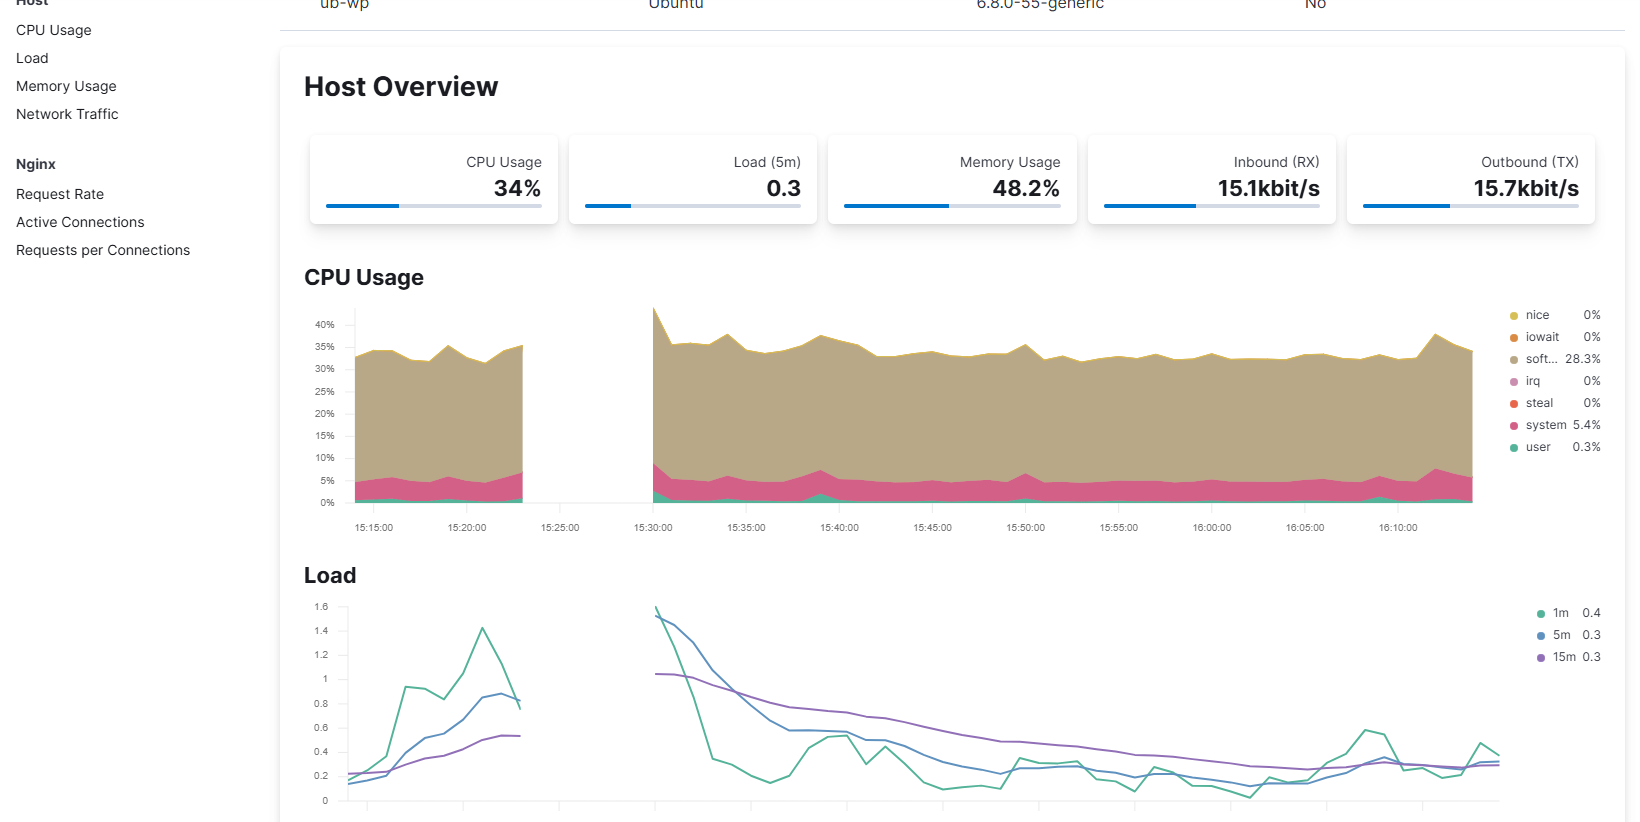 Host
ub-wp Ubuntu 6.8.0-55-generic No
CPU Usage
Load
Memory Usage
Network Traffic
Nginx
Request Rate
Active Connections
Requests per Connections
Host Overview
CPU Usage
34%
Load (5m)
0.3
Memory Usage
48.2%
Inbound (RX)
15.1kbit/s
Outbound (TX)
15.7kbit/s
CPU Usage
40%
35%
30%
25%
20%
15%
10%
5%
0%
15:15:00 15:20:00 15:25:00 15:30:00 15:35:00 15:40:00 15:45:00 15:50:00 15:55:00 16:00:00 16:05:00 16:10:00
nice 0%
iowait 0%
soft... 28.3%
irq 0%
steal 0%
system 5.4%
user 0.3%
Load
1.6
1.4
1.2
1
0.8
0.6
0.4
0.2
0
1m 0.4
5m 0.3
15m 0.3